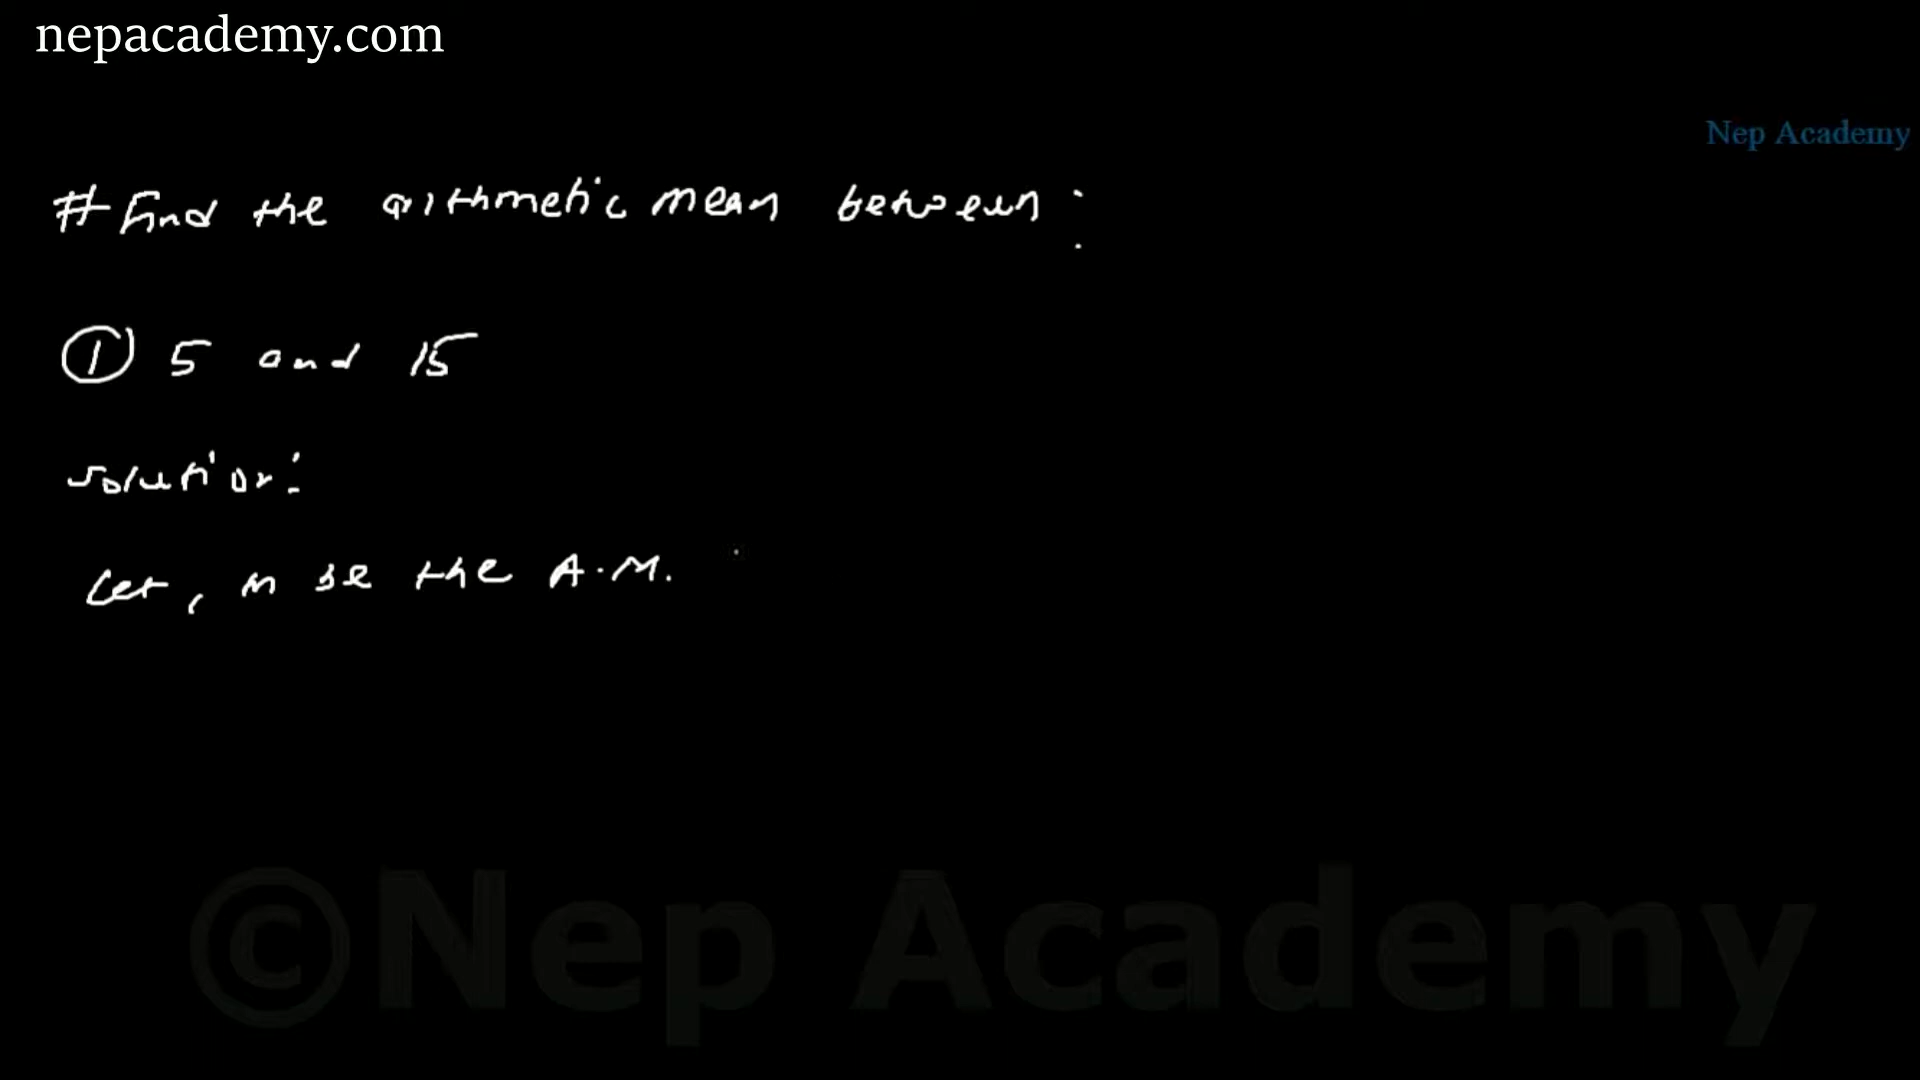 nepacademy.com
Nep Academy
# Find the arithmetic mean between :
① 5 and 15
solution:
Let, m be the A.M.
©Nep Academy